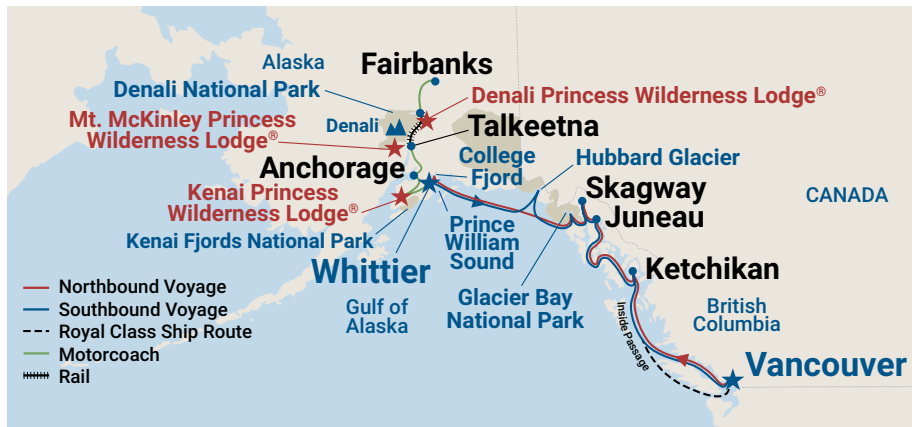 Alaska
Fairbanks
Denali National Park
Denali Princess Wilderness Lodge®
Mt. McKinley Princess
Wilderness Lodge®
Denali
Talkeetna
Anchorage
College
Fjord
Hubbard Glacier
Kenai Princess
Wilderness Lodge®
Skagway
CANADA
Juneau
Kenai Fjords National Park
Prince
William
Sound
Whittier
Ketchikan
Glacier Bay
National Park
Gulf of
Alaska
British
Columbia
Inside Passage
Vancouver
Northbound Voyage
Southbound Voyage
Royal Class Ship Route
Motorcoach
Rail